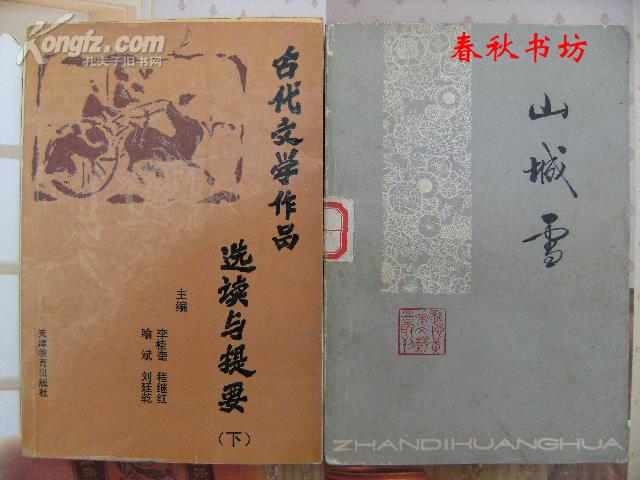 Kongfz.com
孔夫子旧书网
古代文学作品
选读与提要
（下）
主编
李桂奎 程继红
喻斌 刘廷乾
天津教育出版社
春秋书坊
山城雪
ZHANDIHUANGHUA